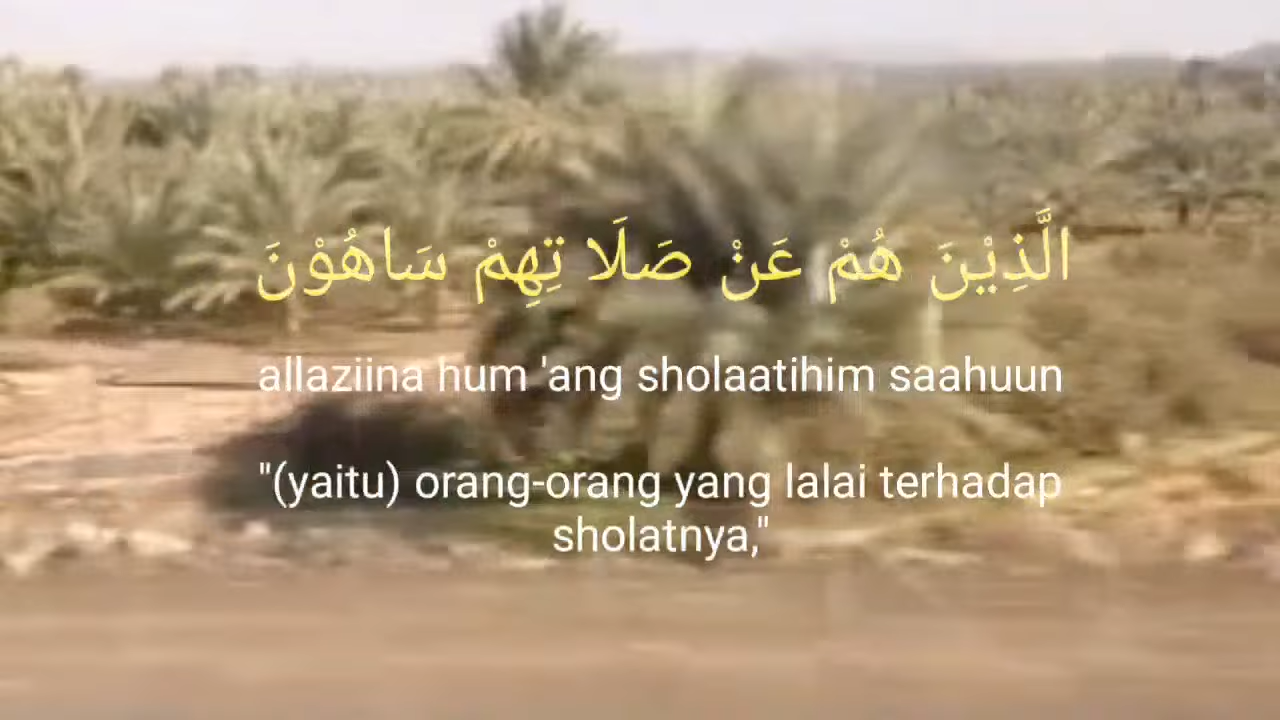 الَّذِيْنَ هُمْ عَنْ صَلَا تِهِمْ سَاهُوْنَ
allaziina hum 'ang sholaatihim saahuun
"(yaitu) orang-orang yang lalai terhadap
sholatnya,"